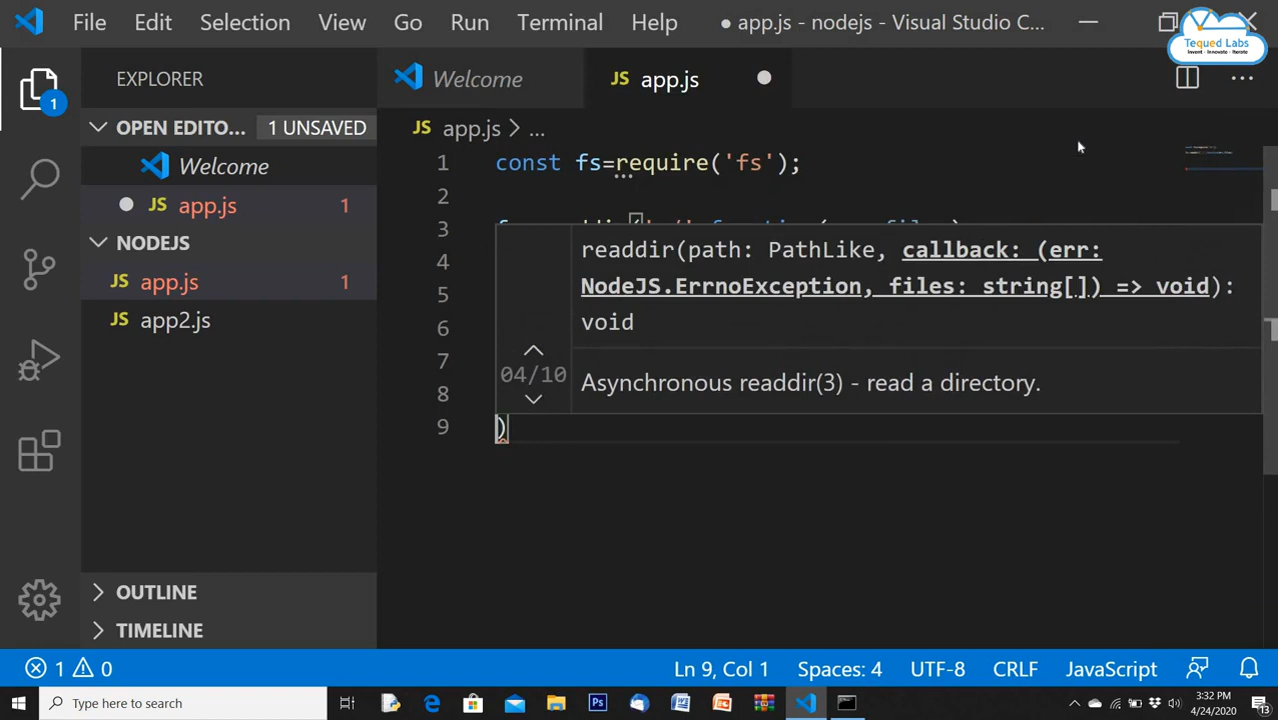 File Edit Selection View Go Run Terminal Help ● app.js - nodejs - Visual Studio C...
Tequed Labs
Invent - Innovate - Iterate
EXPLORER
Welcome
JS app.js
1
OPEN EDITO... 1 UNSAVED
JS app.js > ...
Welcome
1 const fs=require('fs');
JS app.js 1
2
NODEJS
3
readdir(path: PathLike, callback: (err:
4
JS app.js 1
NodeJS.ErrnoException, files: string[]) => void):
5
JS app2.js
void
6
7
04/10
Asynchronous readdir(3) - read a directory.
8
9 )
OUTLINE
TIMELINE
1 0 Ln 9, Col 1 Spaces: 4 UTF-8 CRLF JavaScript
Type here to search
3:32 PM
4/24/2020
13